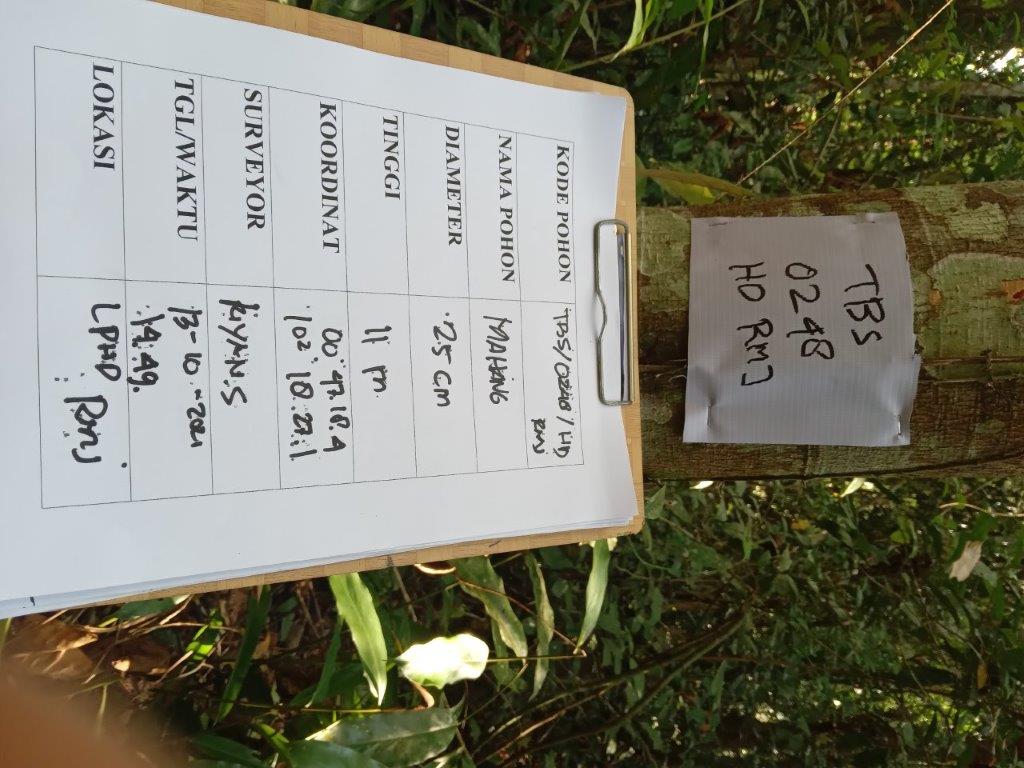 TBS
0248
HD RMJ
KODE POHON TBS/0248/HD
RMJ
NAMA POHON MAHANG
DIAMETER 25 cm
TINGGI 11 m
KOORDINAT 00° 47. 18. 4
102° 18. 27. 1
SURVEYOR RIYAN.S
TGL/WAKTU 13-10-2021
14.49.
LOKASI LPHD RMJ